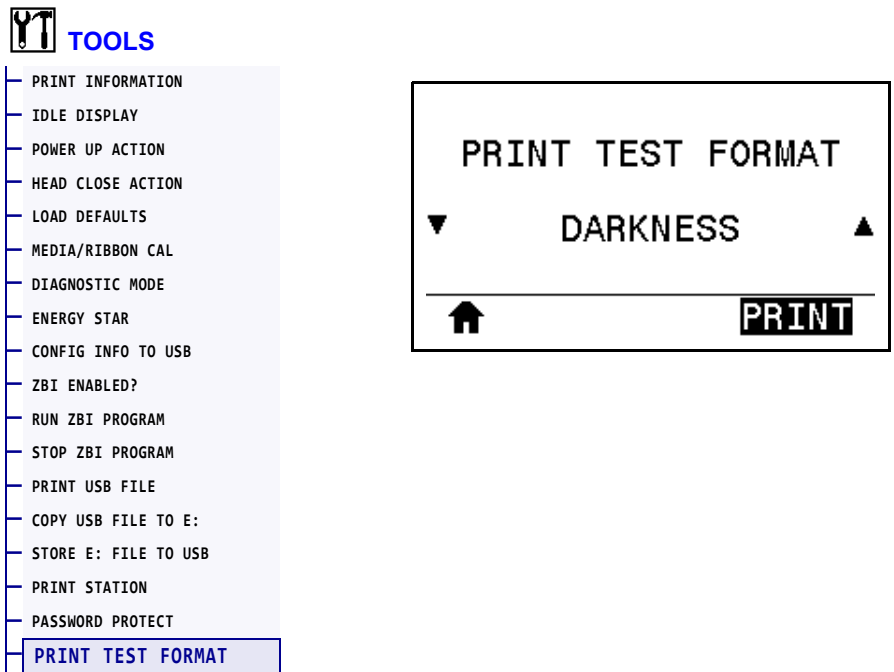 TOOLS
PRINT INFORMATION
IDLE DISPLAY
POWER UP ACTION
HEAD CLOSE ACTION
LOAD DEFAULTS
MEDIA/RIBBON CAL
DIAGNOSTIC MODE
ENERGY STAR
CONFIG INFO TO USB
ZBI ENABLED?
RUN ZBI PROGRAM
STOP ZBI PROGRAM
PRINT USB FILE
COPY USB FILE TO E:
STORE E: FILE TO USB
PRINT STATION
PASSWORD PROTECT
PRINT TEST FORMAT
PRINT TEST FORMAT
DARKNESS
PRINT